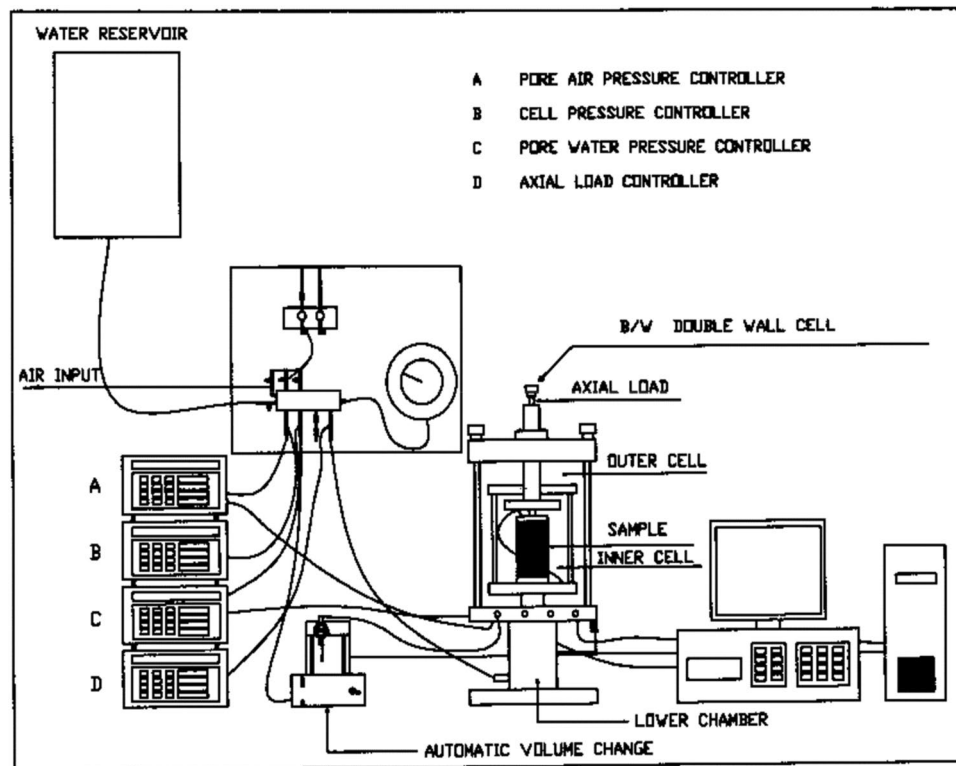 WATER RESERVOIR
A PORE AIR PRESSURE CONTROLLER
B CELL PRESSURE CONTROLLER
C PORE WATER PRESSURE CONTROLLER
D AXIAL LOAD CONTROLLER
B/W DOUBLE WALL CELL
AIR INPUT
AXIAL LOAD
OUTER CELL
A
SAMPLE
B
INNER CELL
C
D
LOWER CHAMBER
AUTOMATIC VOLUME CHANGE